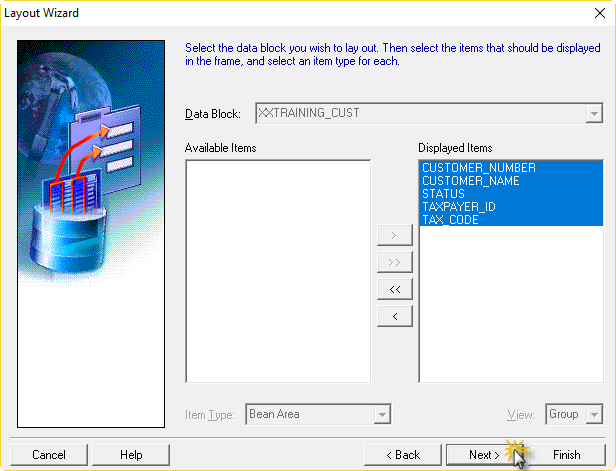 Layout Wizard
Select the data block you wish to lay out. Then select the items that should be displayed
in the frame, and select an item type for each.
Data Block: XXTRAINING_CUST
Available Items
Displayed Items
CUSTOMER_NUMBER
CUSTOMER_NAME
STATUS
TAXPAYER_ID
TAX_CODE
>
>>
<<
<
Item Type: Bean Area
View: Group
Cancel
Help
< Back
Next >
Finish